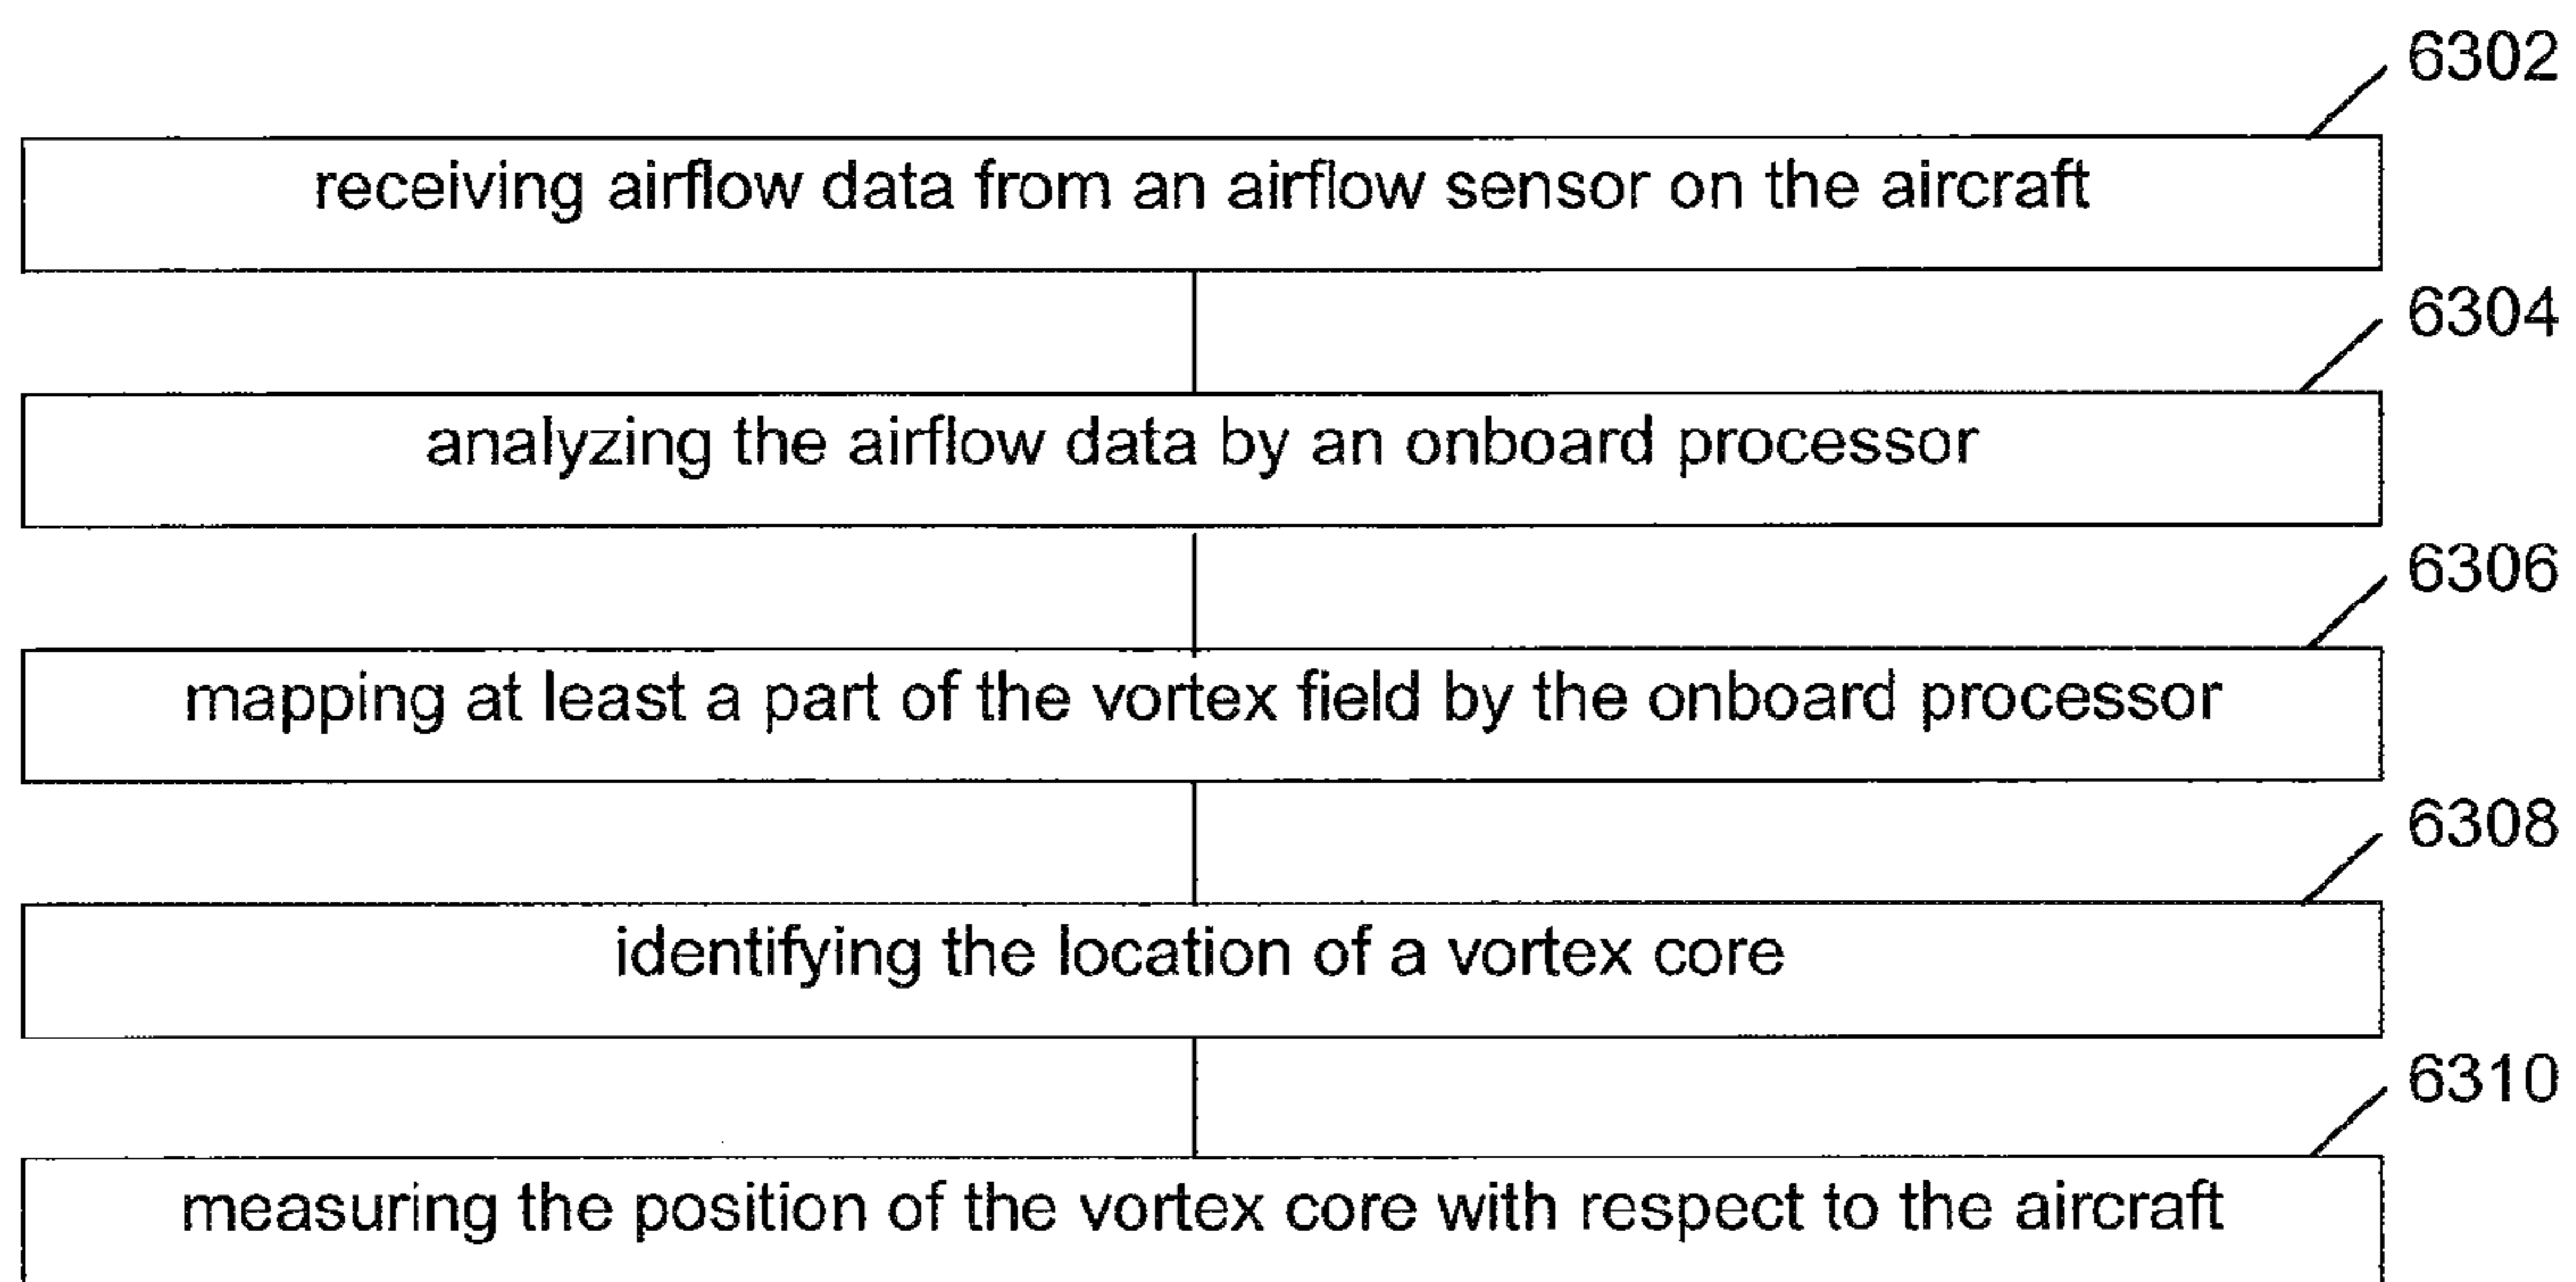 6302
receiving airflow data from an airflow sensor on the aircraft
6304
analyzing the airflow data by an onboard processor
6306
mapping at least a part of the vortex field by the onboard processor
6308
identifying the location of a vortex core
6310
measuring the position of the vortex core with respect to the aircraft